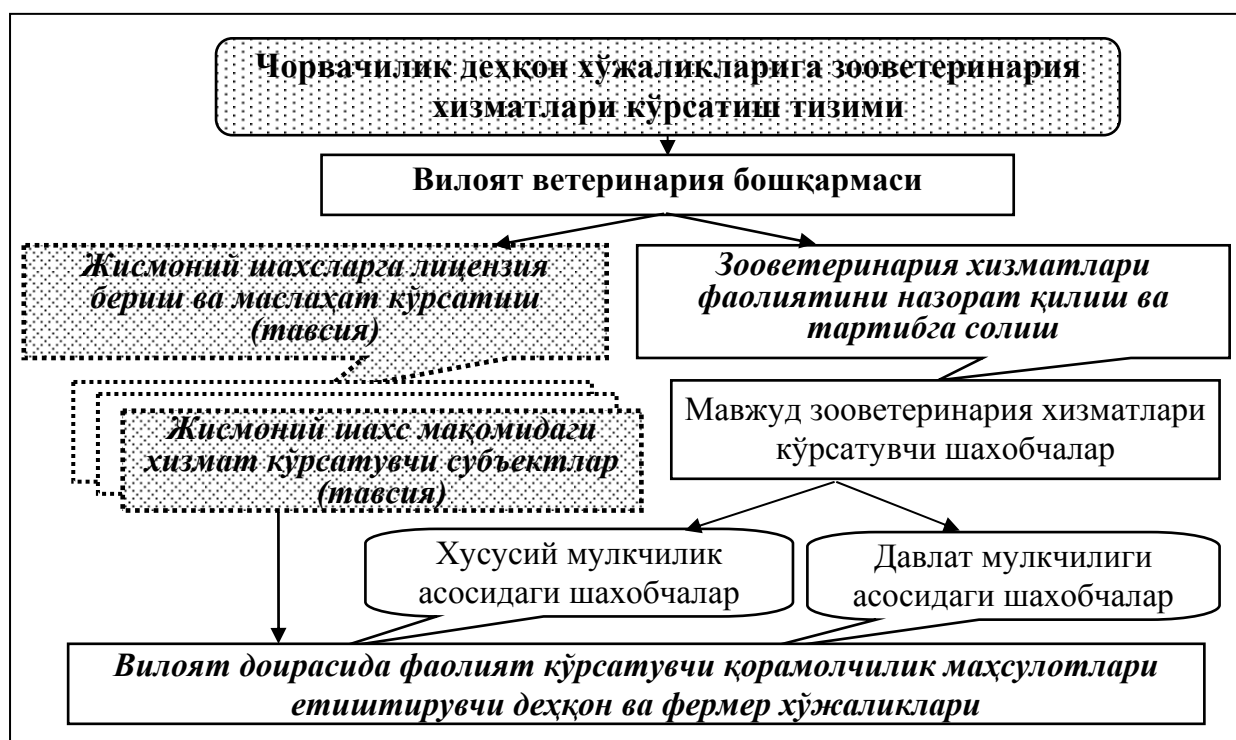 Чорвачилик деҳқон хўжаликларига зооветеринария
хизматлари кўрсатиш тизими
Вилоят ветеринария бошқармаси
Жисмоний шахсларга лицензия
бериш ва маслаҳат кўрсатиш
(тавсия)
Зооветеринария хизматлари
фаолиятини назорат қилиш ва
тартибга солиш
Жисмоний шахс мақомидаги
хизмат кўрсатувчи субъектлар
(тавсия)
Мавжуд зооветеринария хизматлари
кўрсатувчи шахобчалар
Хусусий мулкчилик
асосидаги шахобчалар
Давлат мулкчилиги
асосидаги шахобчалар
Вилоят доирасида фаолият кўрсатувчи қорамолчилик маҳсулотлари
етиштирувчи деҳқон ва фермер хўжаликлари